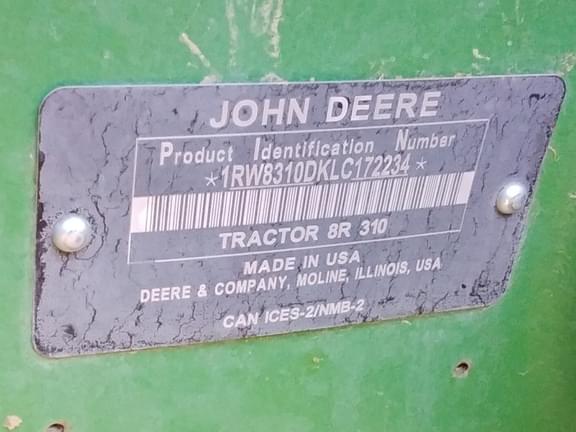 JOHN DEERE
Product Identification Number
*1RW8310DKLC172234*
TRACTOR 8R 310
MADE IN USA
DEERE & COMPANY, MOLINE, ILLINOIS, USA
CAN ICES-2/NMB-2